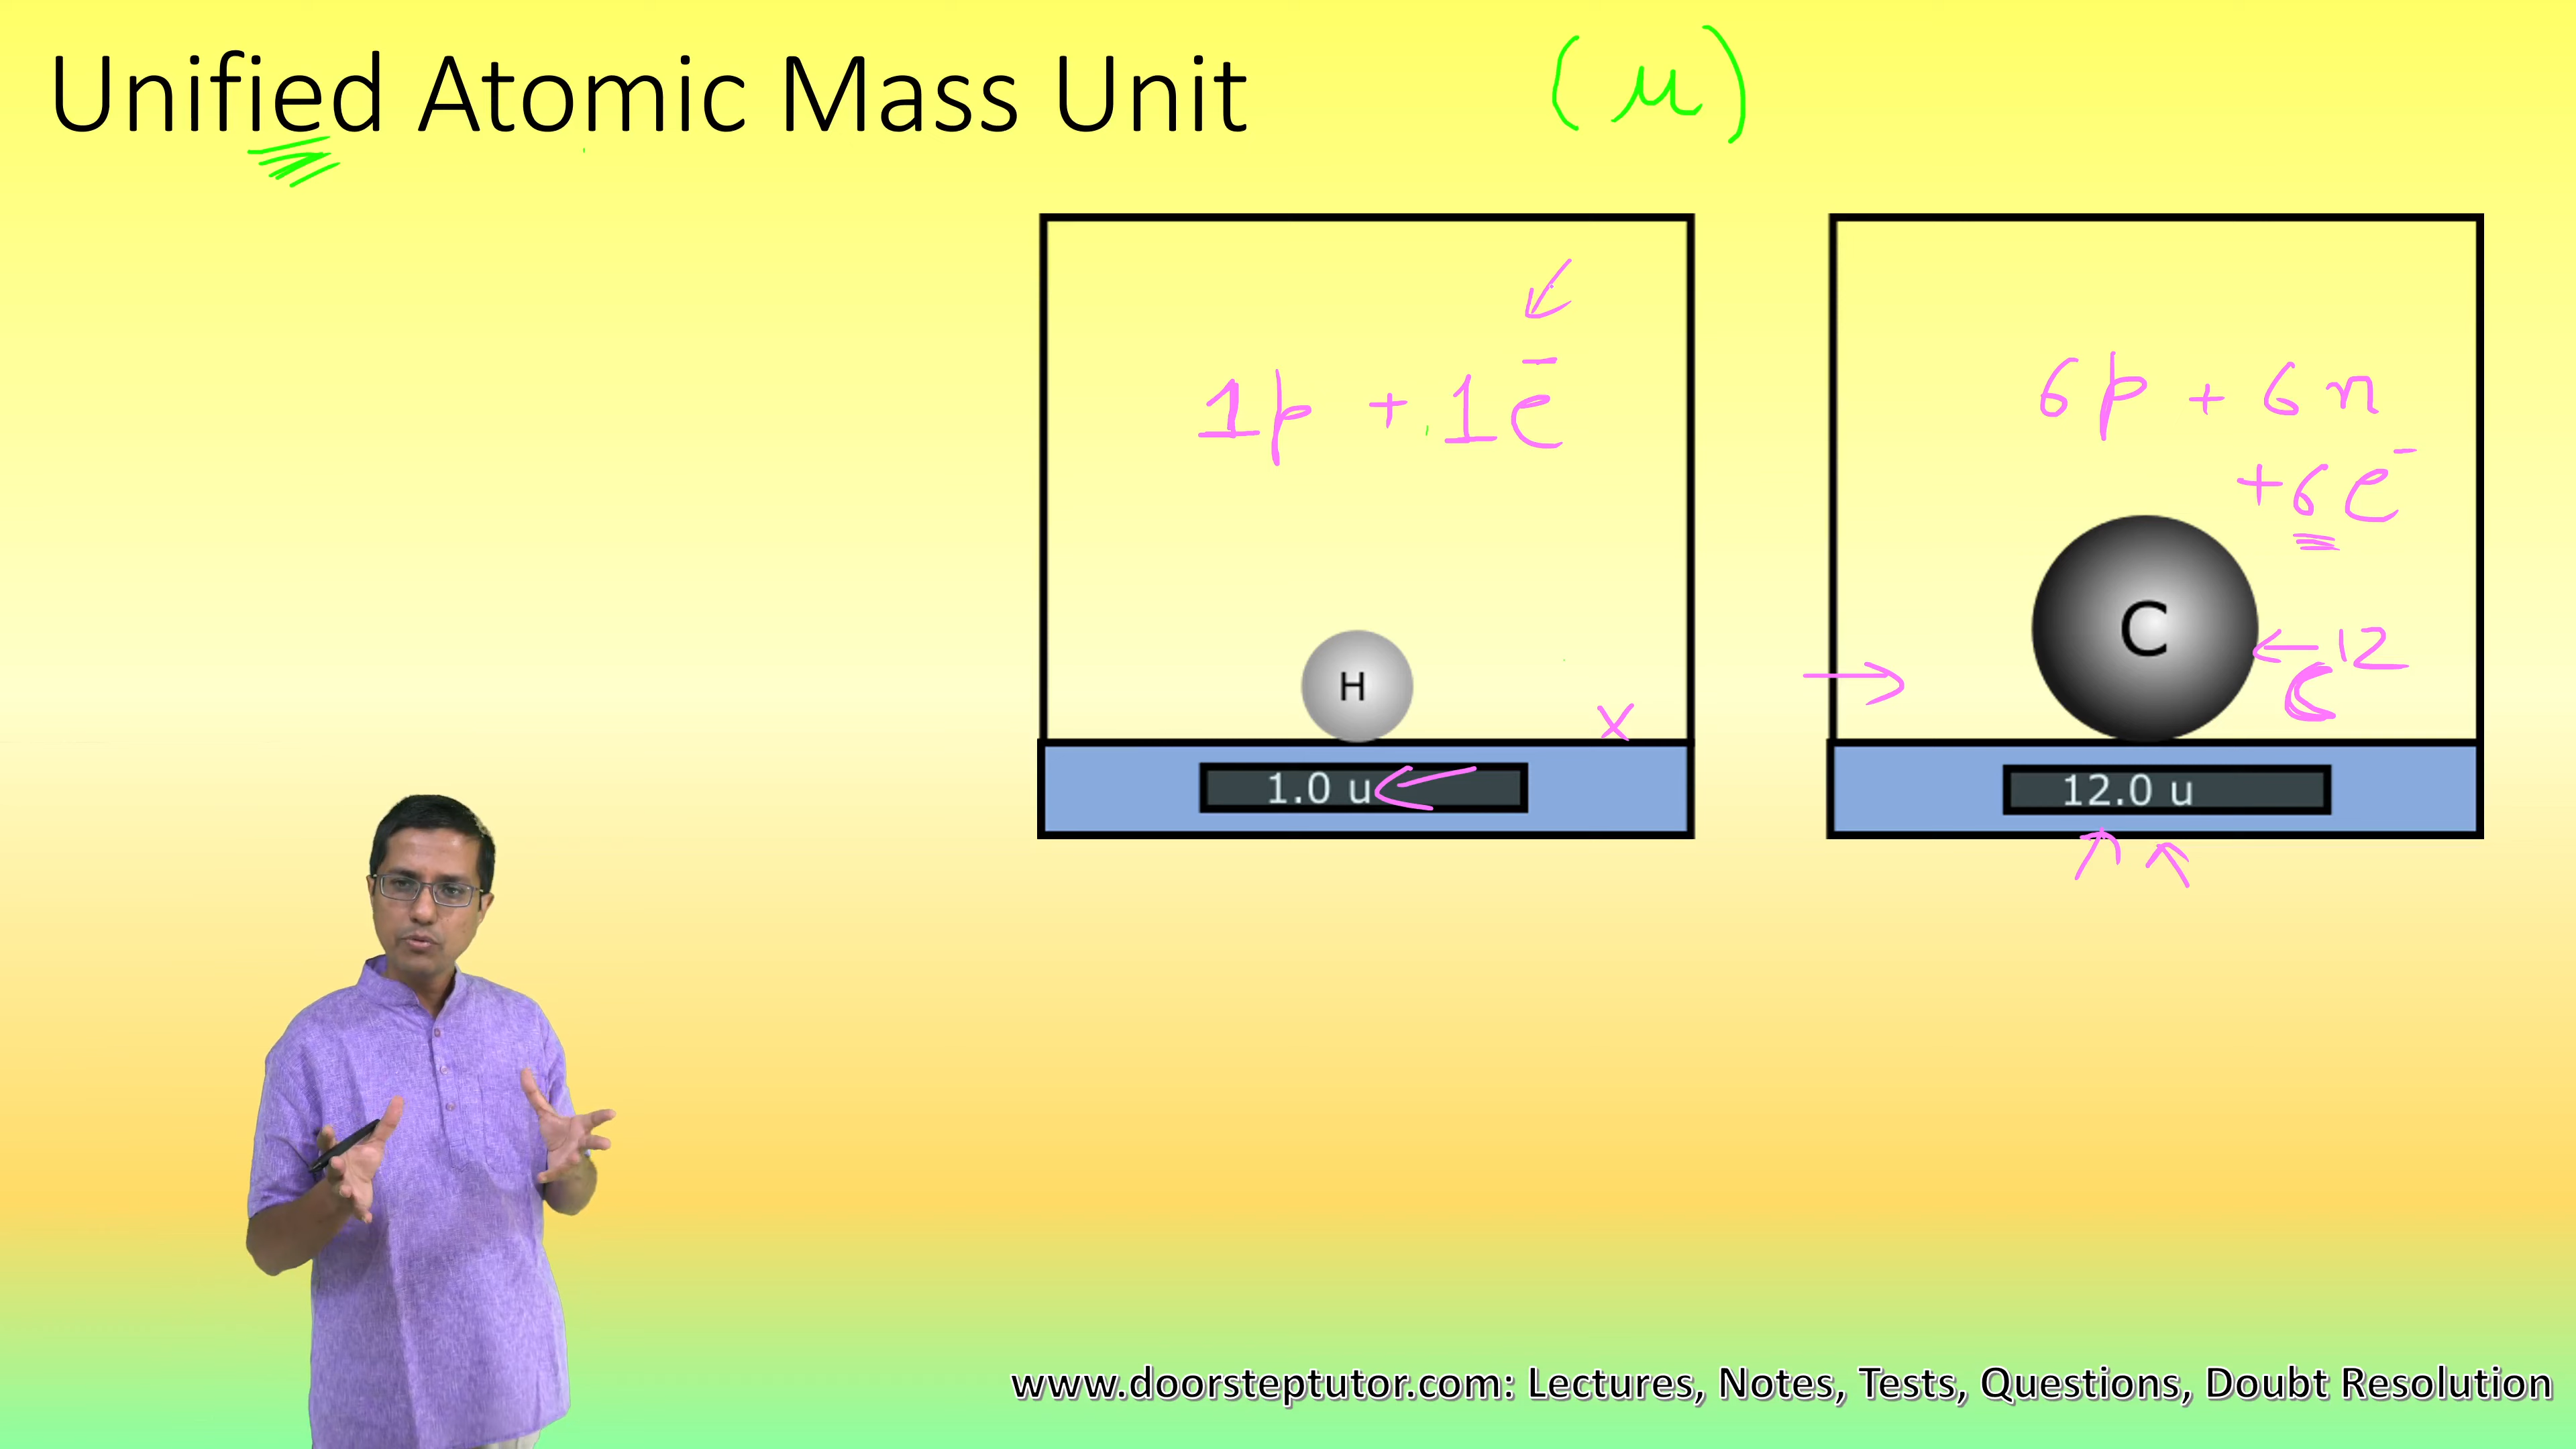 Unified Atomic Mass Unit (u)
1p + 1e⁻
6p + 6n
+ 6e⁻
C
12
C
H
x
1.0 u
12.0 u
www.doorsteptutor.com: Lectures, Notes, Tests, Questions, Doubt Resolution